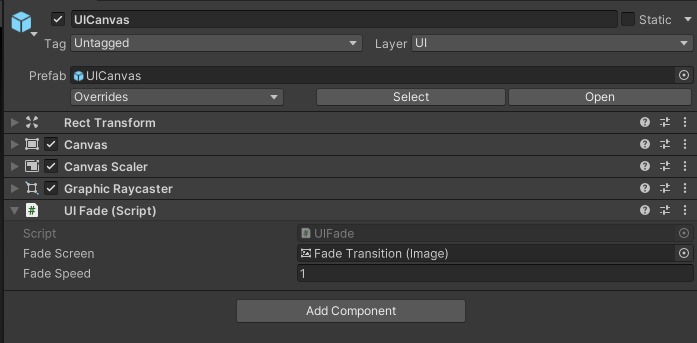 UICanvas Static
Tag Untagged Layer UI
Prefab UICanvas
Overrides Select Open
Rect Transform
Canvas
Canvas Scaler
Graphic Raycaster
UI Fade (Script)
Script UIFade
Fade Screen Fade Transition (Image)
Fade Speed 1
Add Component